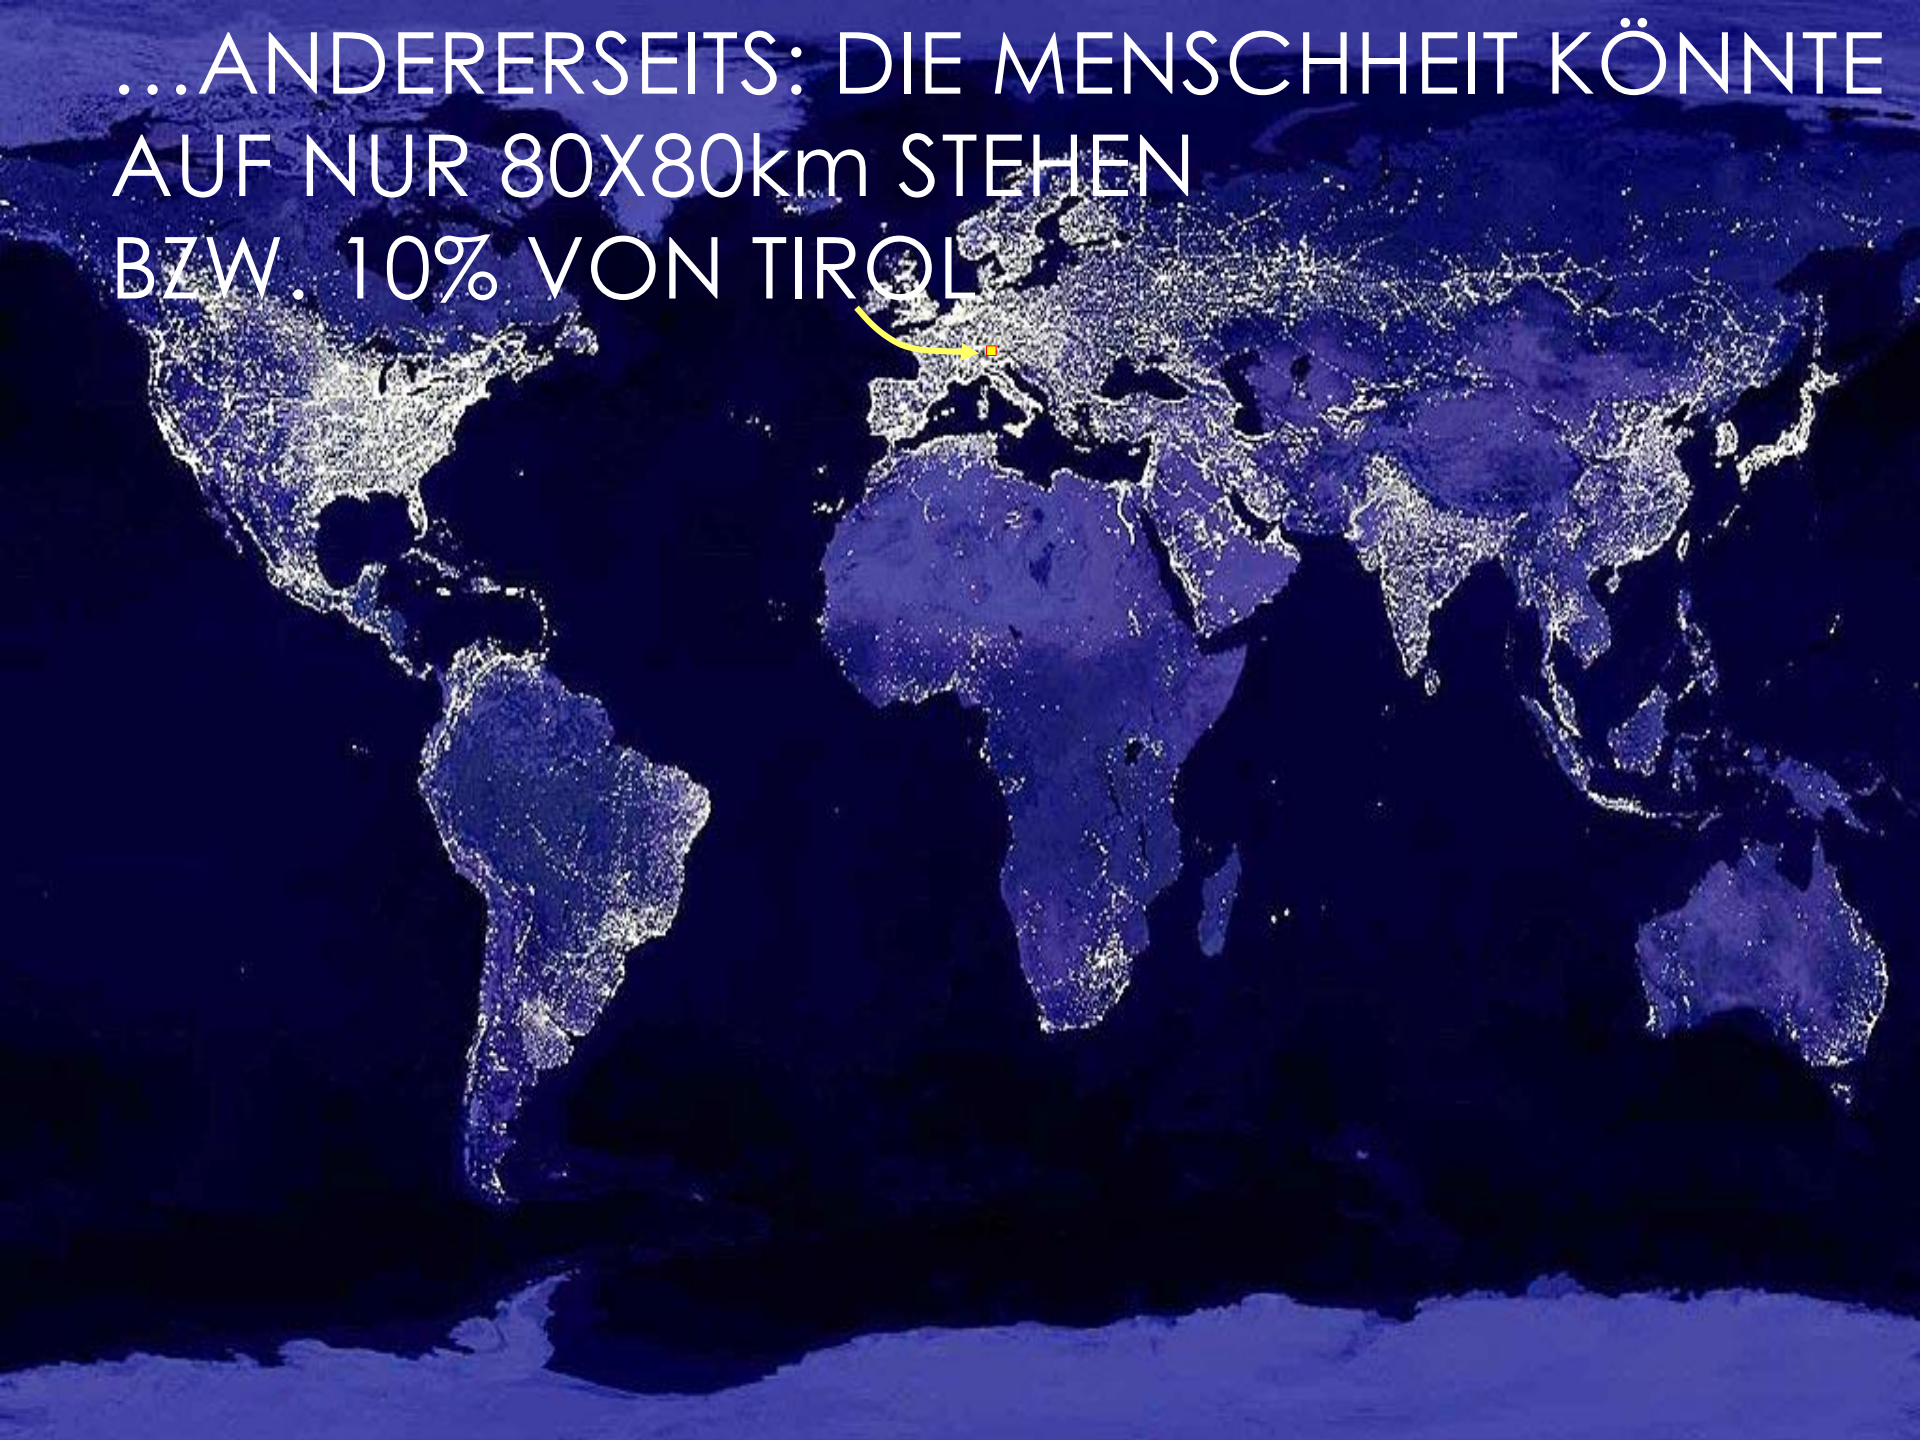 ...ANDERERSEITS: DIE MENSCHHEIT KÖNNTE
AUF NUR 80X80km STEHEN
BZW. 10% VON TIROL